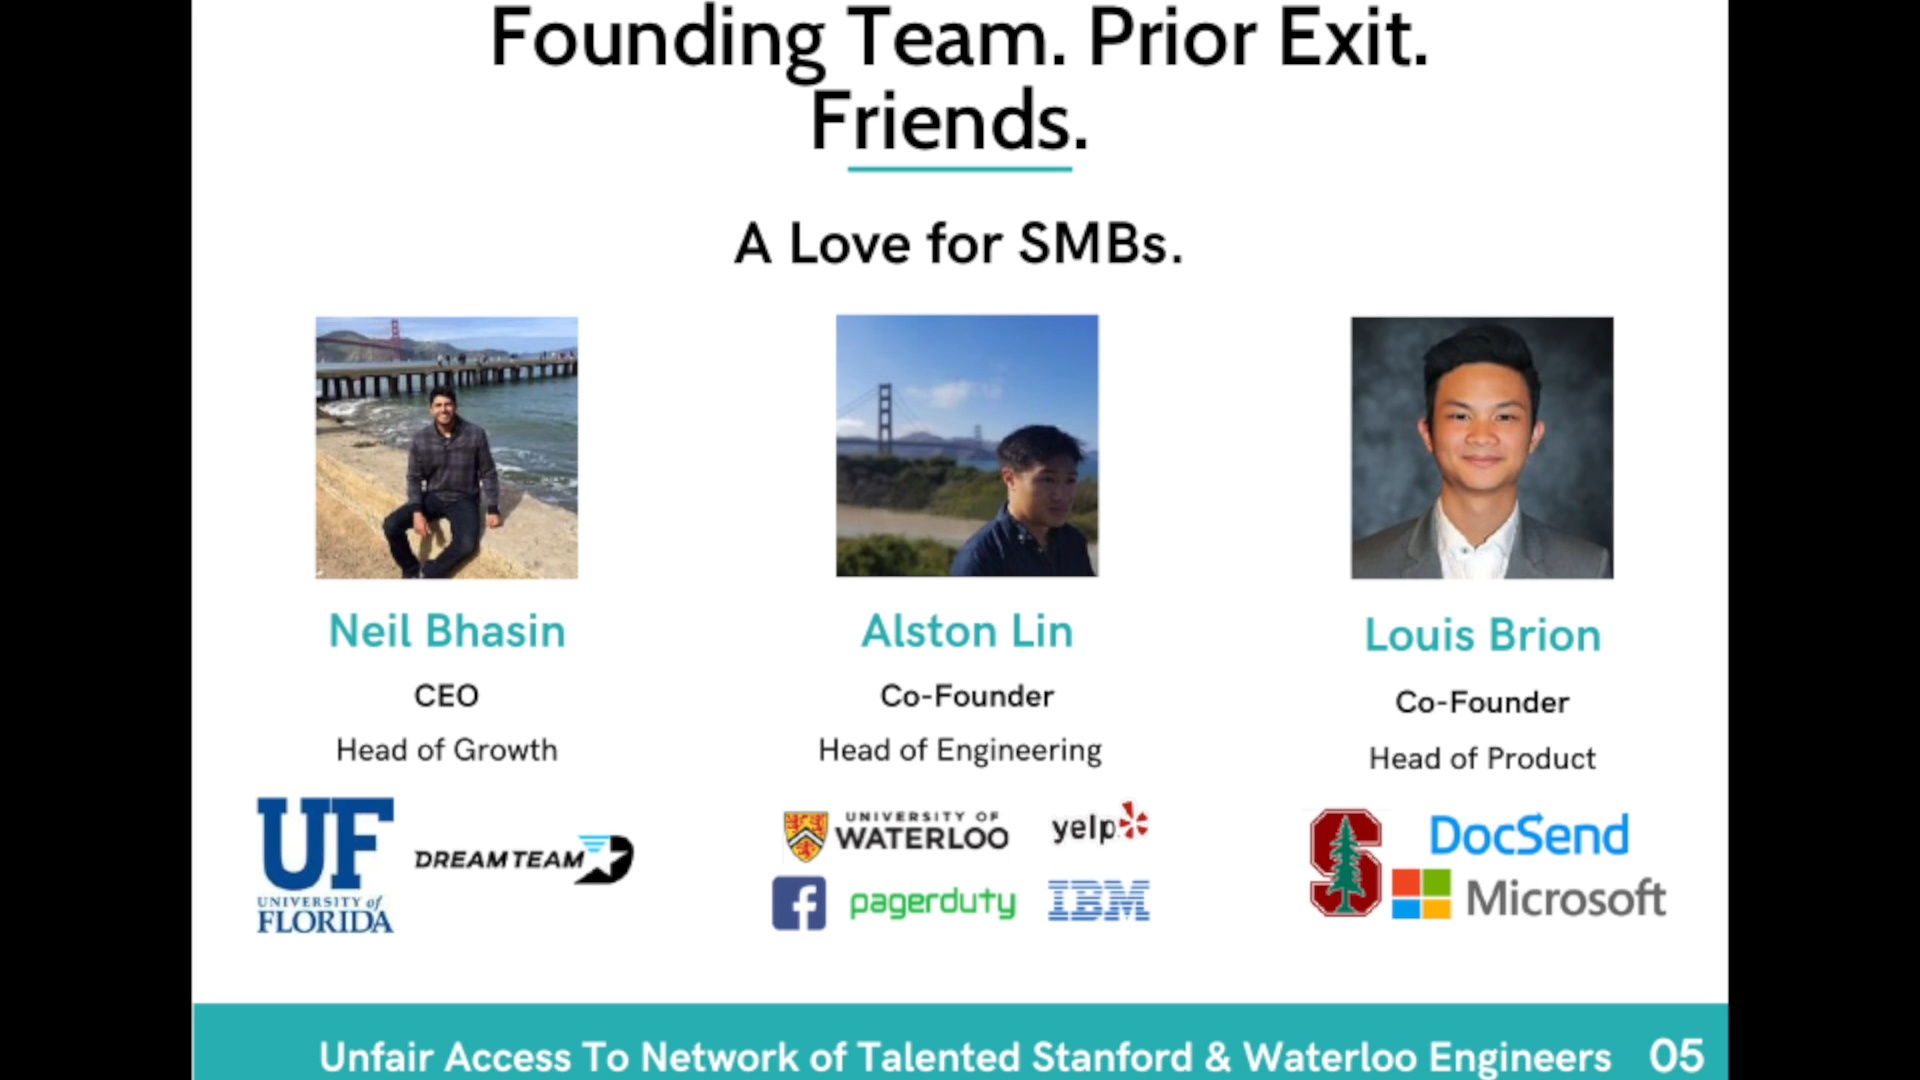 Founding Team. Prior Exit.
Friends.
A Love for SMBs.
Neil Bhasin
CEO
Head of Growth
UF
UNIVERSITY of
FLORIDA
DREAMTEAM
Alston Lin
Co-Founder
Head of Engineering
UNIVERSITY OF
WATERLOO
yelp
f
pagerduty
IBM
Louis Brion
Co-Founder
Head of Product
S
DocSend
Microsoft
Unfair Access To Network of Talented Stanford & Waterloo Engineers
05